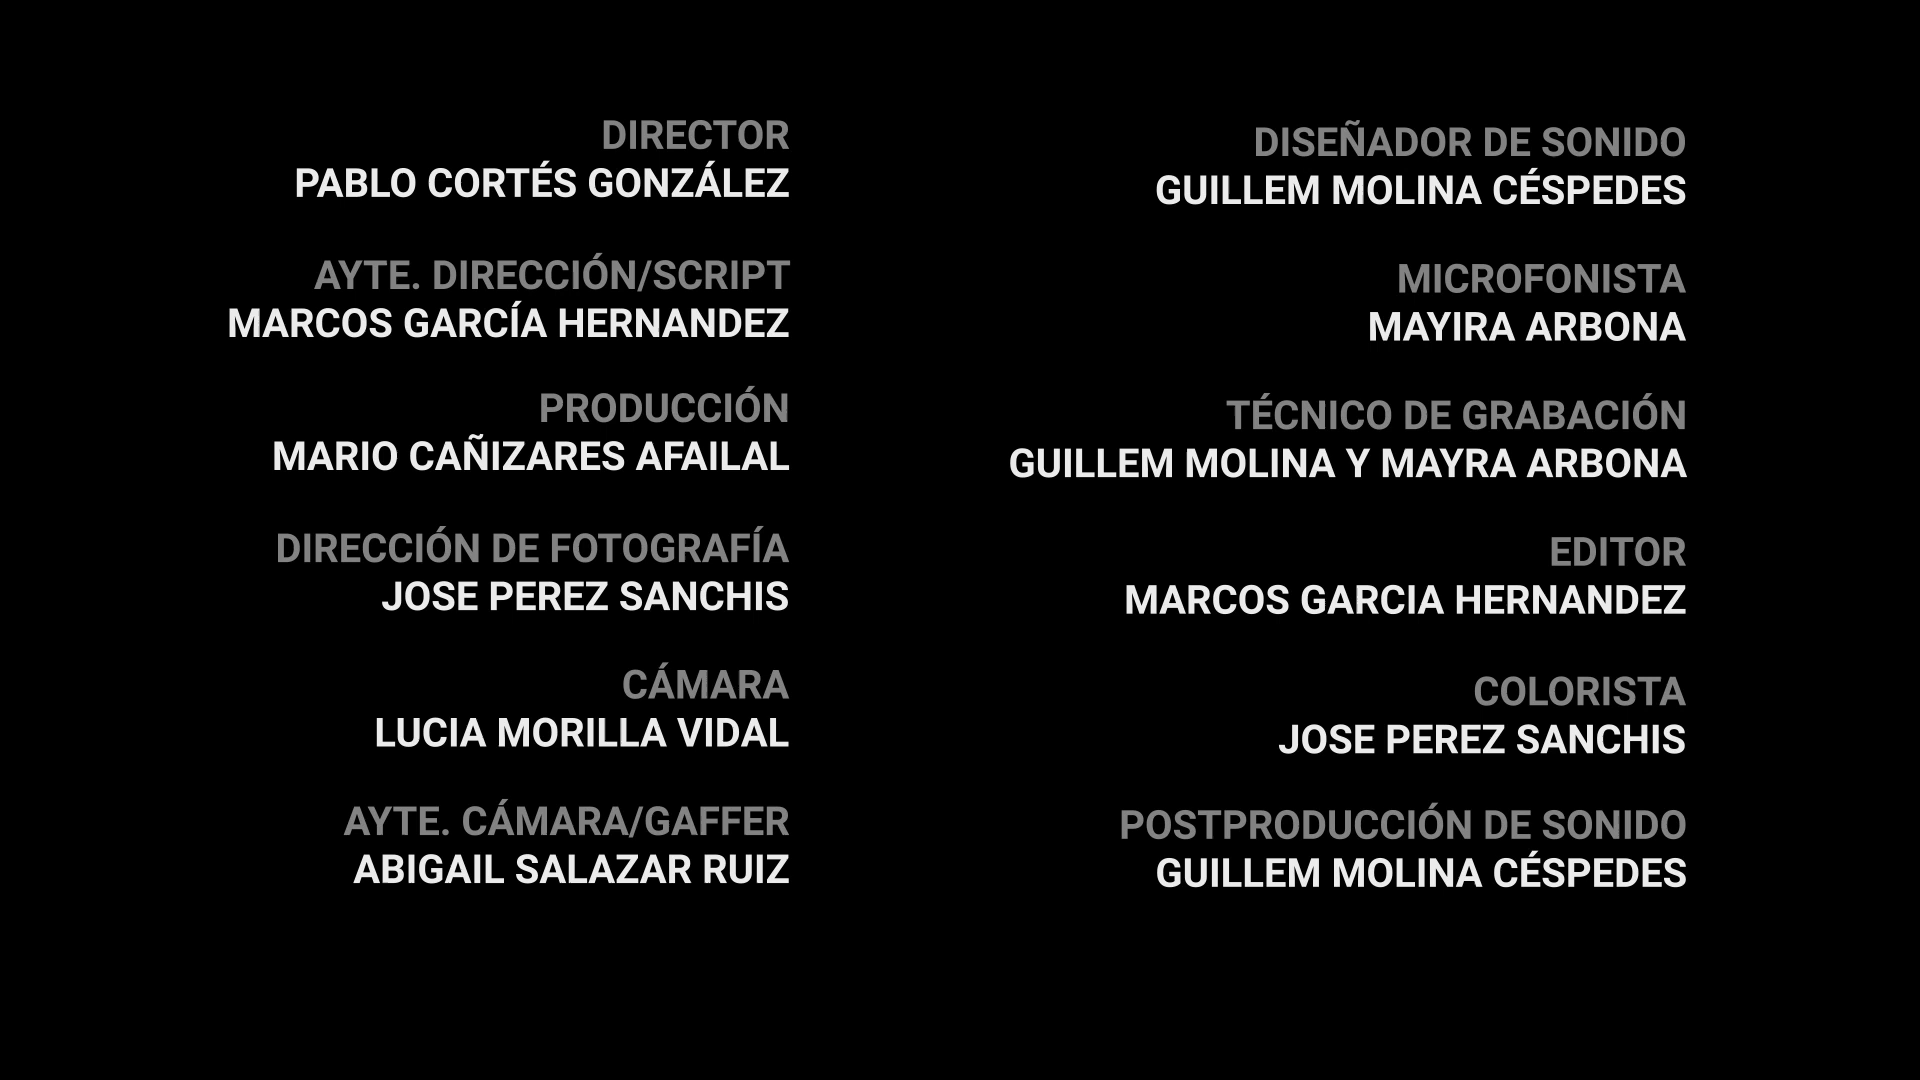 DIRECTOR
PABLO CORTÉS GONZÁLEZ
AYTE. DIRECCIÓN/SCRIPT
MARCOS GARCÍA HERNANDEZ
PRODUCCIÓN
MARIO CAÑIZARES AFAILAL
DIRECCIÓN DE FOTOGRAFÍA
JOSE PEREZ SANCHIS
CÁMARA
LUCIA MORILLA VIDAL
AYTE. CÁMARA/GAFFER
ABIGAIL SALAZAR RUIZ
DISEÑADOR DE SONIDO
GUILLEM MOLINA CÉSPEDES
MICROFONISTA
MAYIRA ARBONA
TÉCNICO DE GRABACIÓN
GUILLEM MOLINA Y MAYRA ARBONA
EDITOR
MARCOS GARCIA HERNANDEZ
COLORISTA
JOSE PEREZ SANCHIS
POSTPRODUCCIÓN DE SONIDO
GUILLEM MOLINA CÉSPEDES